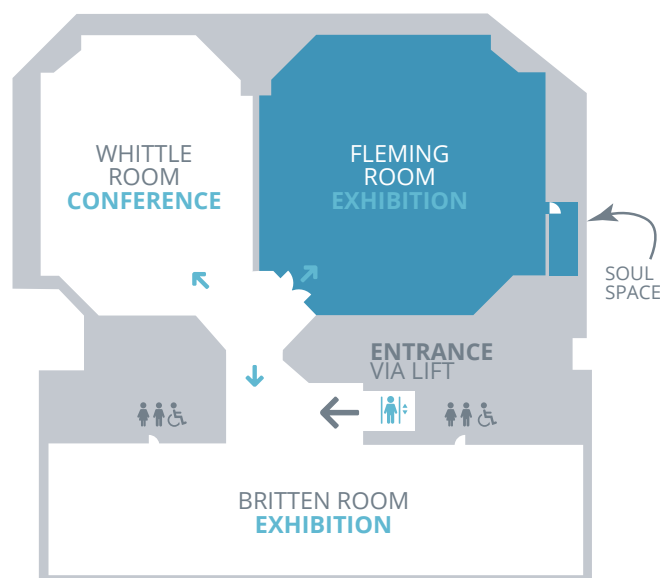 WHITTLE
ROOM
CONFERENCE
FLEMING
ROOM
EXHIBITION
SOUL
SPACE
ENTRANCE
VIA LIFT
BRITTEN ROOM
EXHIBITION